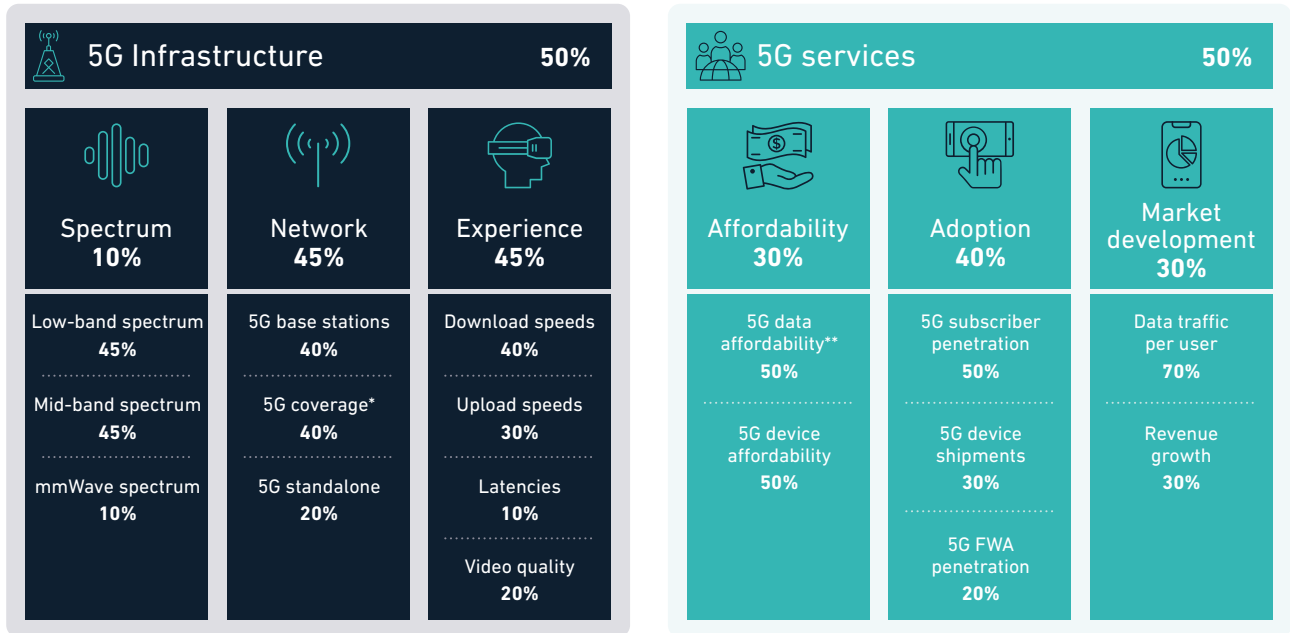 5G Infrastructure 50%
Spectrum
10%
Low-band spectrum
45%
Mid-band spectrum
45%
mmWave spectrum
10%
Network
45%
5G base stations
40%
5G coverage*
40%
5G standalone
20%
Experience
45%
Download speeds
40%
Upload speeds
30%
Latencies
10%
Video quality
20%
5G services 50%
Affordability
30%
5G data
affordability**
50%
5G device
affordability
50%
Adoption
40%
5G subscriber
penetration
50%
5G device
shipments
30%
5G FWA
penetration
20%
Market
development
30%
Data traffic
per user
70%
Revenue
growth
30%